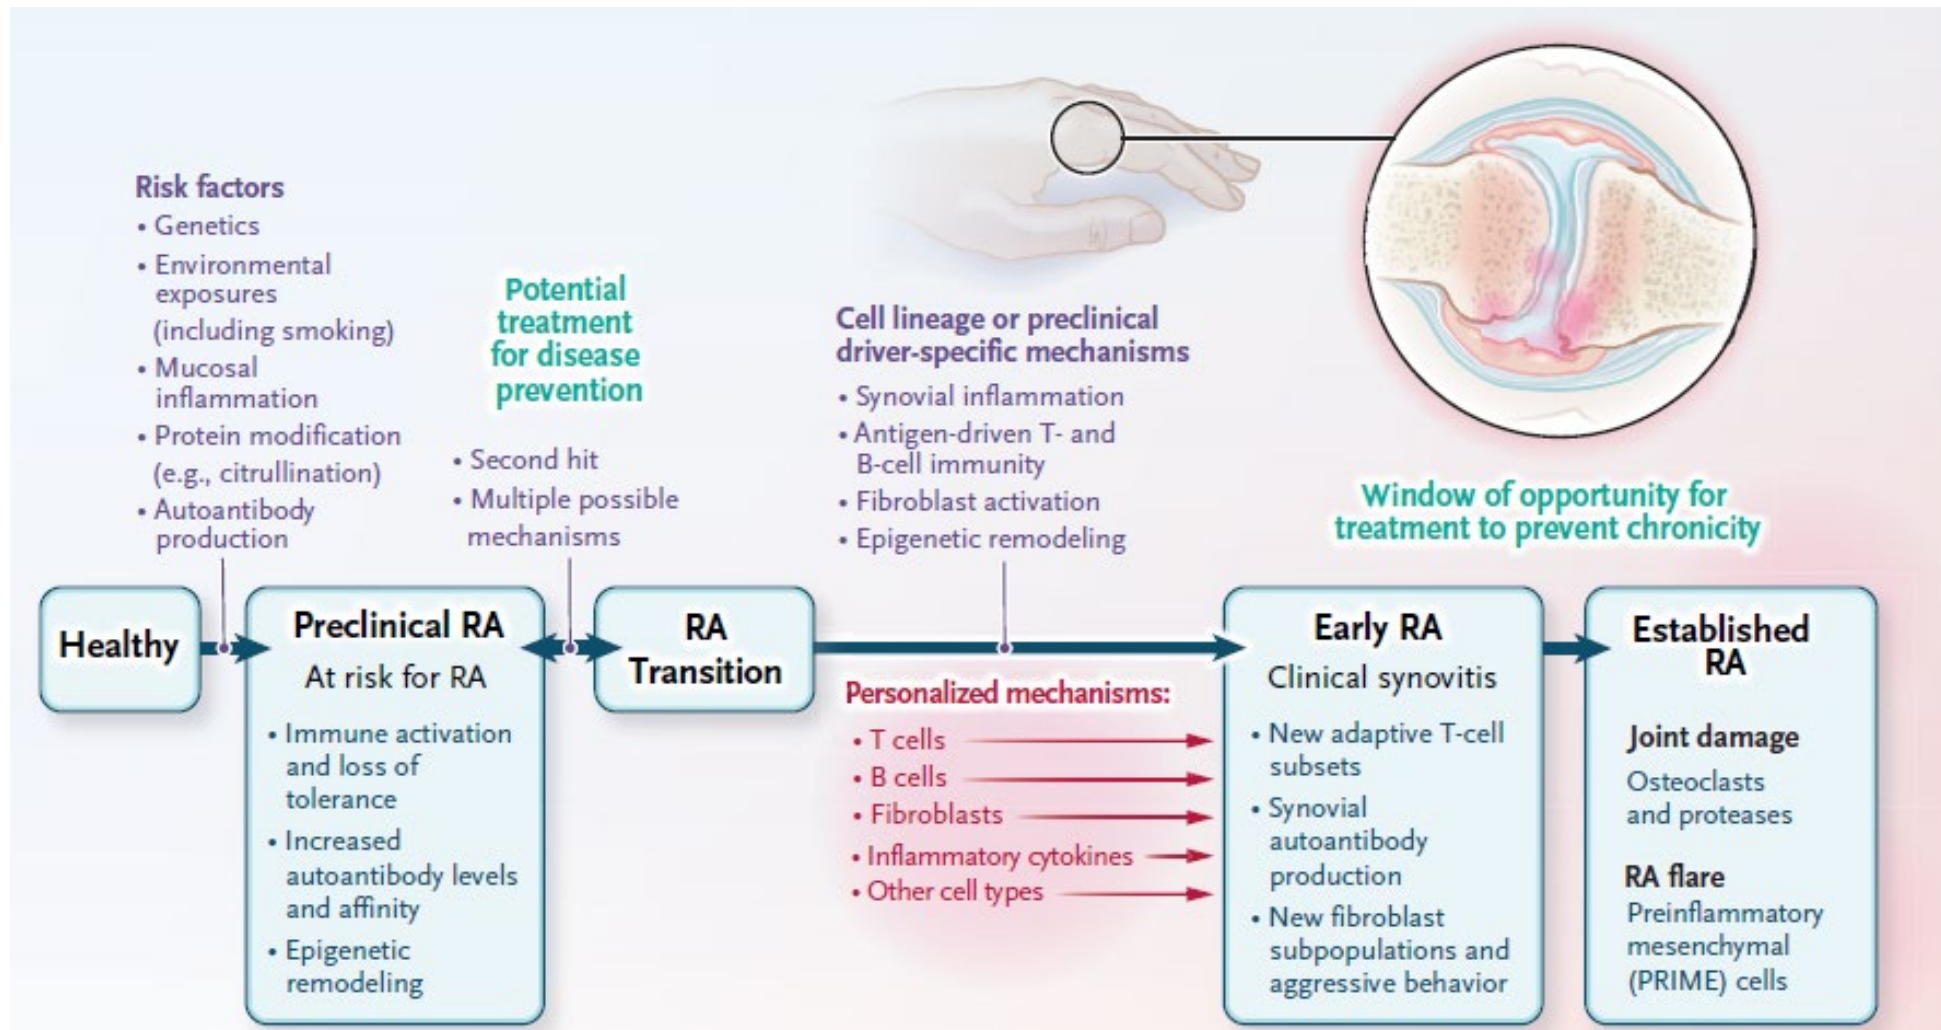 Risk factors
• Genetics
• Environmental
exposures
(including smoking)
• Mucosal
inflammation
• Protein modification
(e.g., citrullination)
• Autoantibody
production
Potential
treatment
for disease
prevention
• Second hit
• Multiple possible
mechanisms
Cell lineage or preclinical
driver-specific mechanisms
• Synovial inflammation
• Antigen-driven T- and
B-cell immunity
• Fibroblast activation
• Epigenetic remodeling
Window of opportunity for
treatment to prevent chronicity
Healthy
Preclinical RA
At risk for RA
• Immune activation
and loss of
tolerance
• Increased
autoantibody levels
and affinity
• Epigenetic
remodeling
RA
Transition
Personalized mechanisms:
• T cells
• B cells
• Fibroblasts
• Inflammatory cytokines
• Other cell types
Early RA
Clinical synovitis
• New adaptive T-cell
subsets
• Synovial
autoantibody
production
• New fibroblast
subpopulations and
aggressive behavior
Established
RA
Joint damage
Osteoclasts
and proteases
RA flare
Preinflammatory
mesenchymal
(PRIME) cells